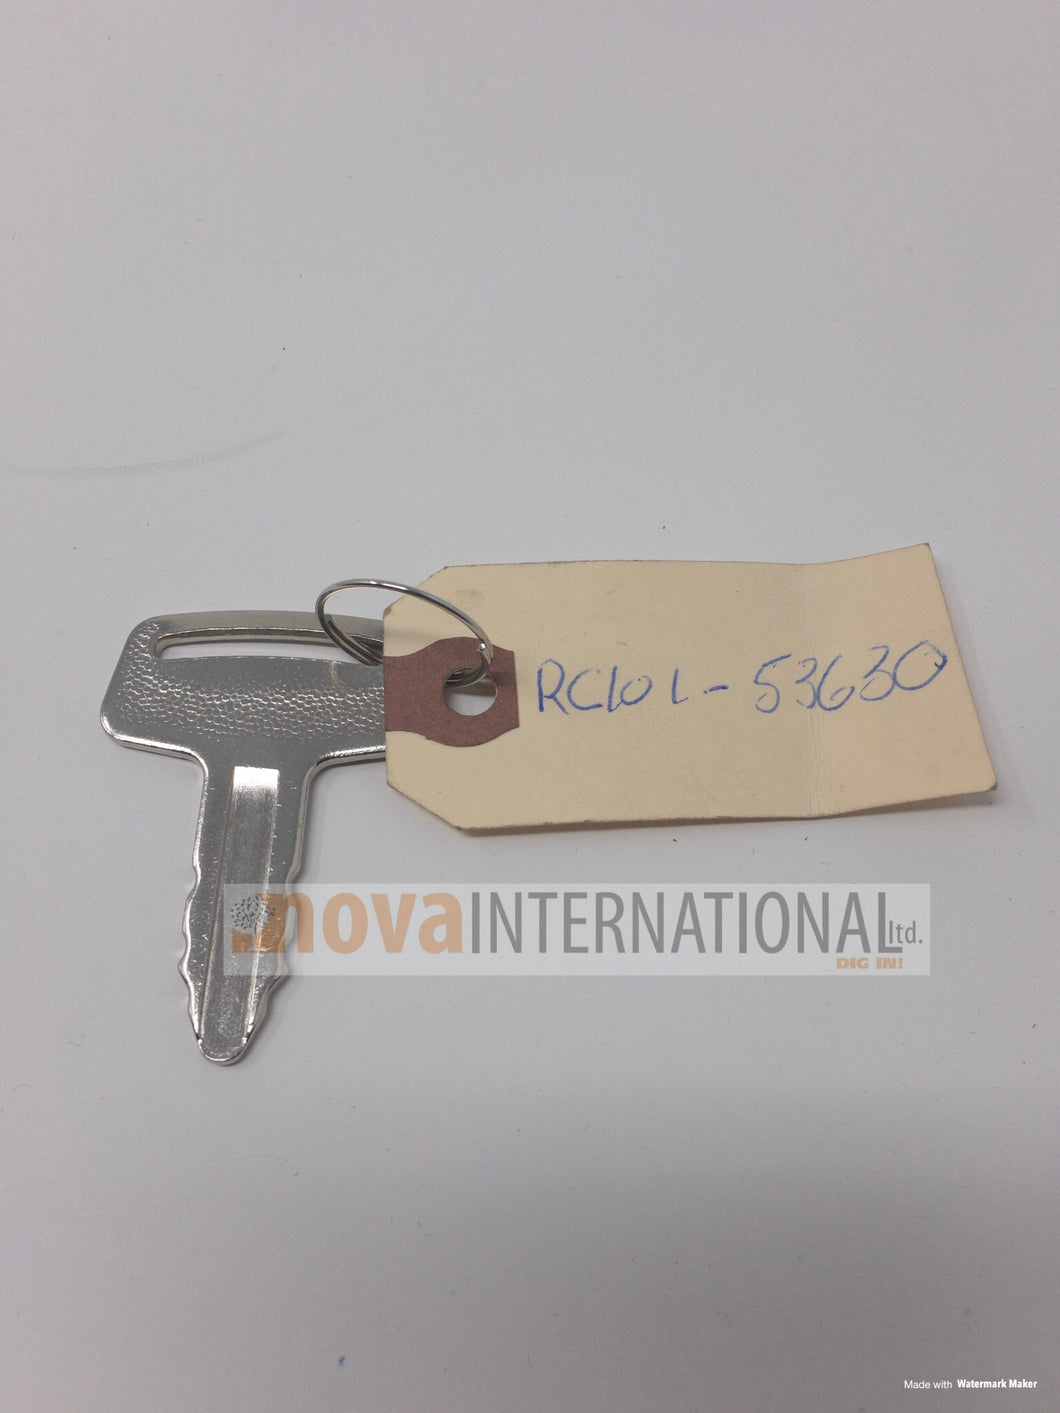 RC101-53630
novaINTERNATIONALltd.
DIG IN!
Made with Watermark Maker